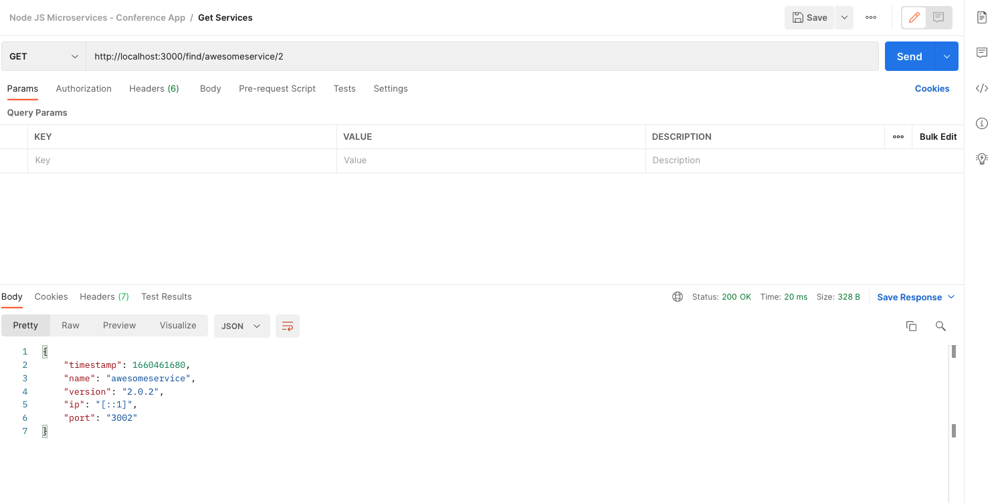 Node JS Microservices - Conference App / Get Services
Save
GET
http://localhost:3000/find/awesomeservice/2
Send
Params Authorization Headers (6) Body Pre-request Script Tests Settings Cookies
Query Params
KEY VALUE DESCRIPTION Bulk Edit
Key Value Description
Body Cookies Headers (7) Test Results Status: 200 OK Time: 20 ms Size: 328 B Save Response
Pretty Raw Preview Visualize JSON
1 {
2 "timestamp": 1660461680,
3 "name": "awesomeservice",
4 "version": "2.0.2",
5 "ip": "[::1]",
6 "port": "3002"
7 }